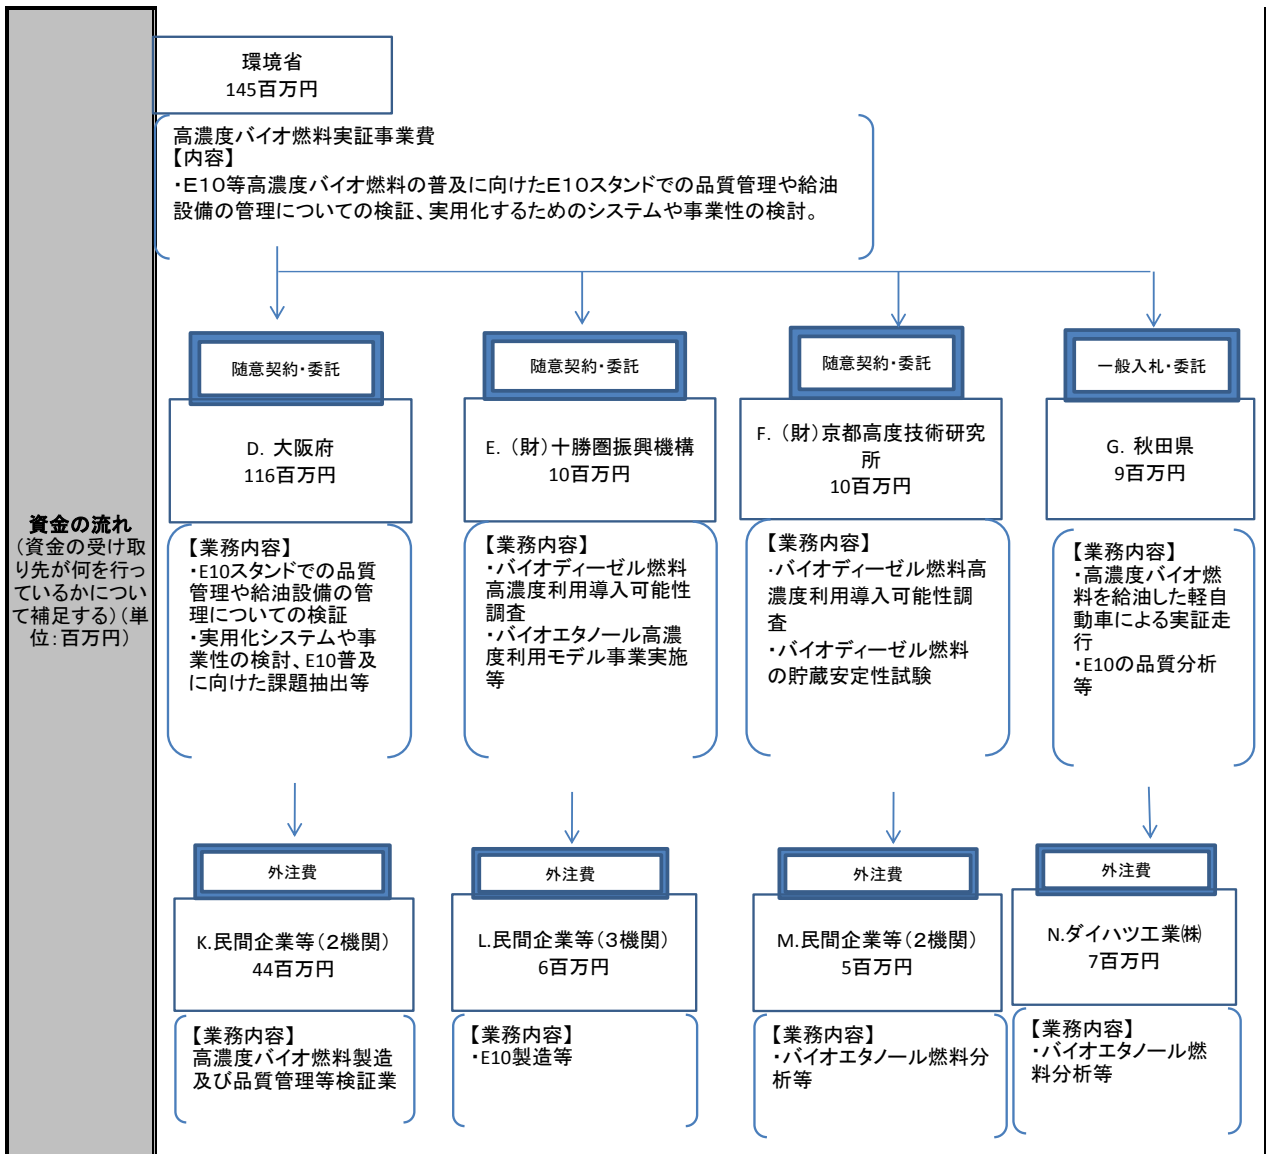 環境省
145百万円
高濃度バイオ燃料実証事業費
【内容】
・E10等高濃度バイオ燃料の普及に向けたE10スタンドでの品質管理や給油
設備の管理についての検証、実用化するためのシステムや事業性の検討。
資金の流れ
(資金の受け取
り先が何を行っ
ているかについ
て補足する)(単
位:百万円)
随意契約・委託
D. 大阪府
116百万円
【業務内容】
・E10スタンドでの品質
管理や給油設備の管
理についての検証
・実用化システムや事
業性の検討、E10普及
に向けた課題抽出等
随意契約・委託
E. (財)十勝圏振興機構
10百万円
【業務内容】
・バイオディーゼル燃料
高濃度利用導入可能性
調査
・バイオエタノール高濃
度利用モデル事業実施
等
随意契約・委託
F. (財)京都高度技術研究
所
10百万円
【業務内容】
・バイオディーゼル燃料高
濃度利用導入可能性調
査
・バイオディーゼル燃料
の貯蔵安定性試験
一般入札・委託
G. 秋田県
9百万円
【業務内容】
・高濃度バイオ燃
料を給油した軽自
動車による実証走
行
・E10の品質分析
等
外注費
K.民間企業等(2機関)
44百万円
【業務内容】
高濃度バイオ燃料製造
及び品質管理等検証業
外注費
L.民間企業等(3機関)
6百万円
【業務内容】
・E10製造等
外注費
M.民間企業等(2機関)
5百万円
【業務内容】
・バイオエタノール燃料分
析等
外注費
N.ダイハツ工業㈱
7百万円
【業務内容】
・バイオエタノール燃
料分析等